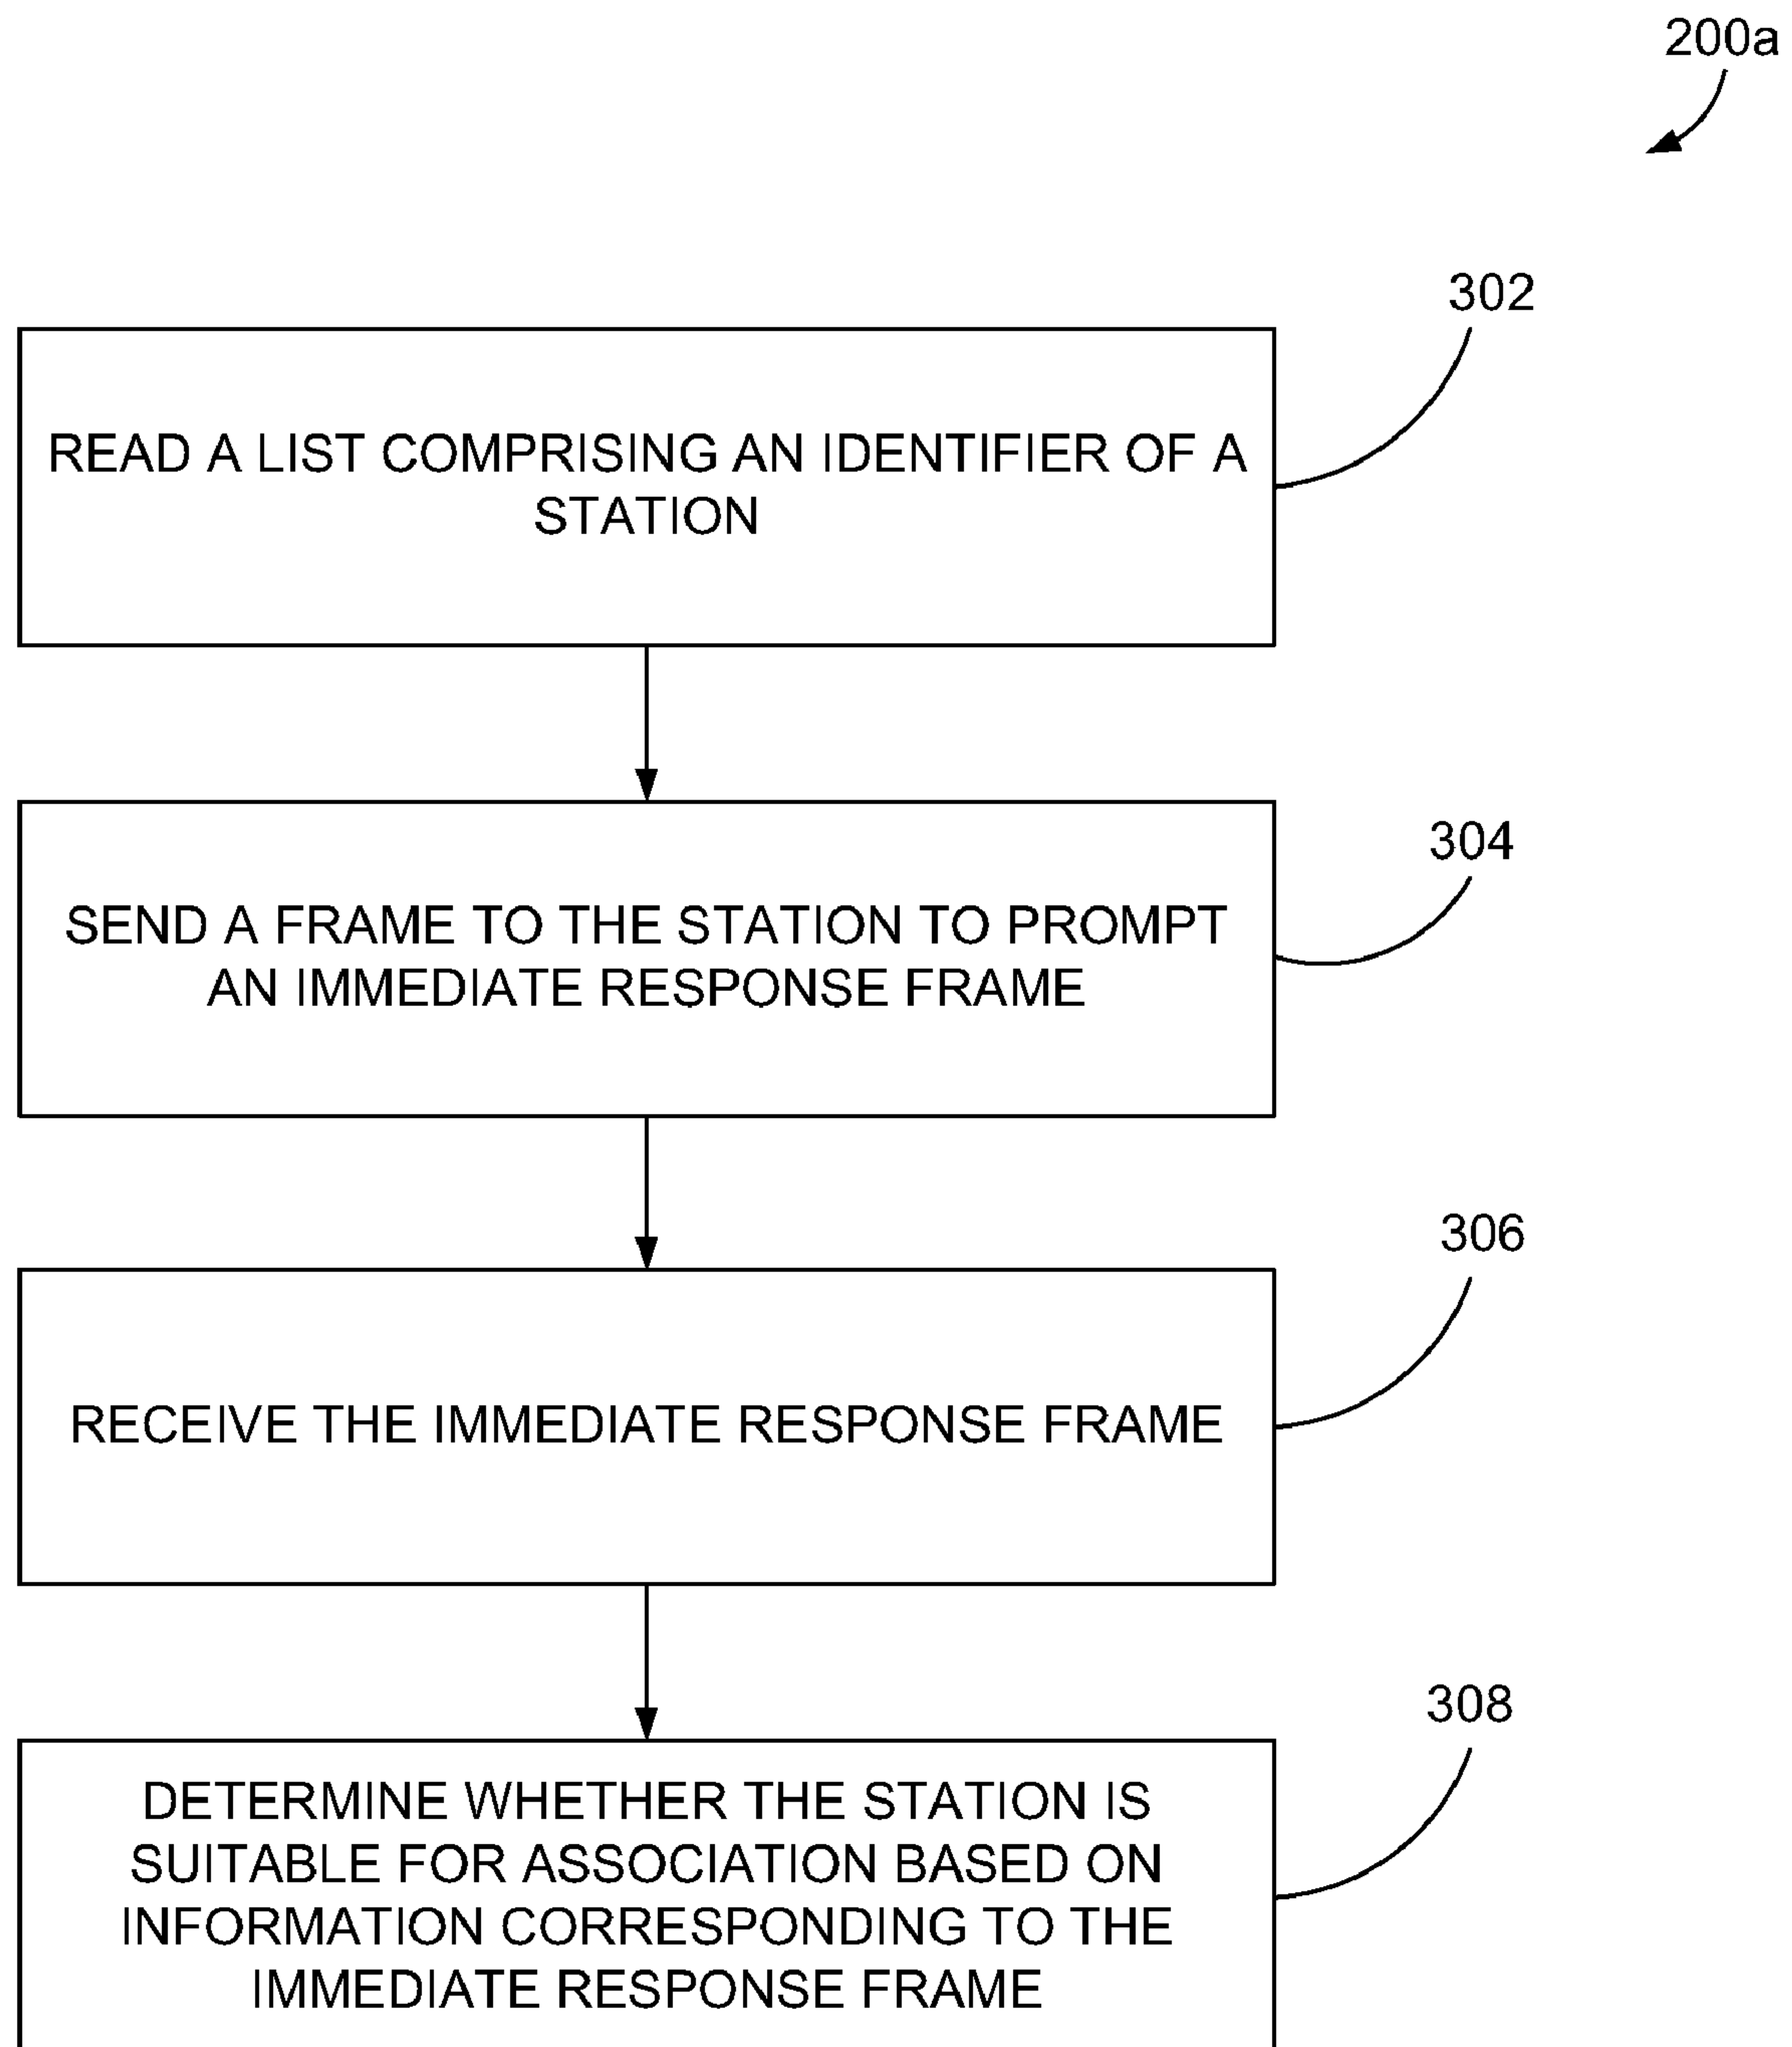 200a
302
READ A LIST COMPRISING AN IDENTIFIER OF A
STATION
304
SEND A FRAME TO THE STATION TO PROMPT
AN IMMEDIATE RESPONSE FRAME
306
RECEIVE THE IMMEDIATE RESPONSE FRAME
308
DETERMINE WHETHER THE STATION IS
SUITABLE FOR ASSOCIATION BASED ON
INFORMATION CORRESPONDING TO THE
IMMEDIATE RESPONSE FRAME